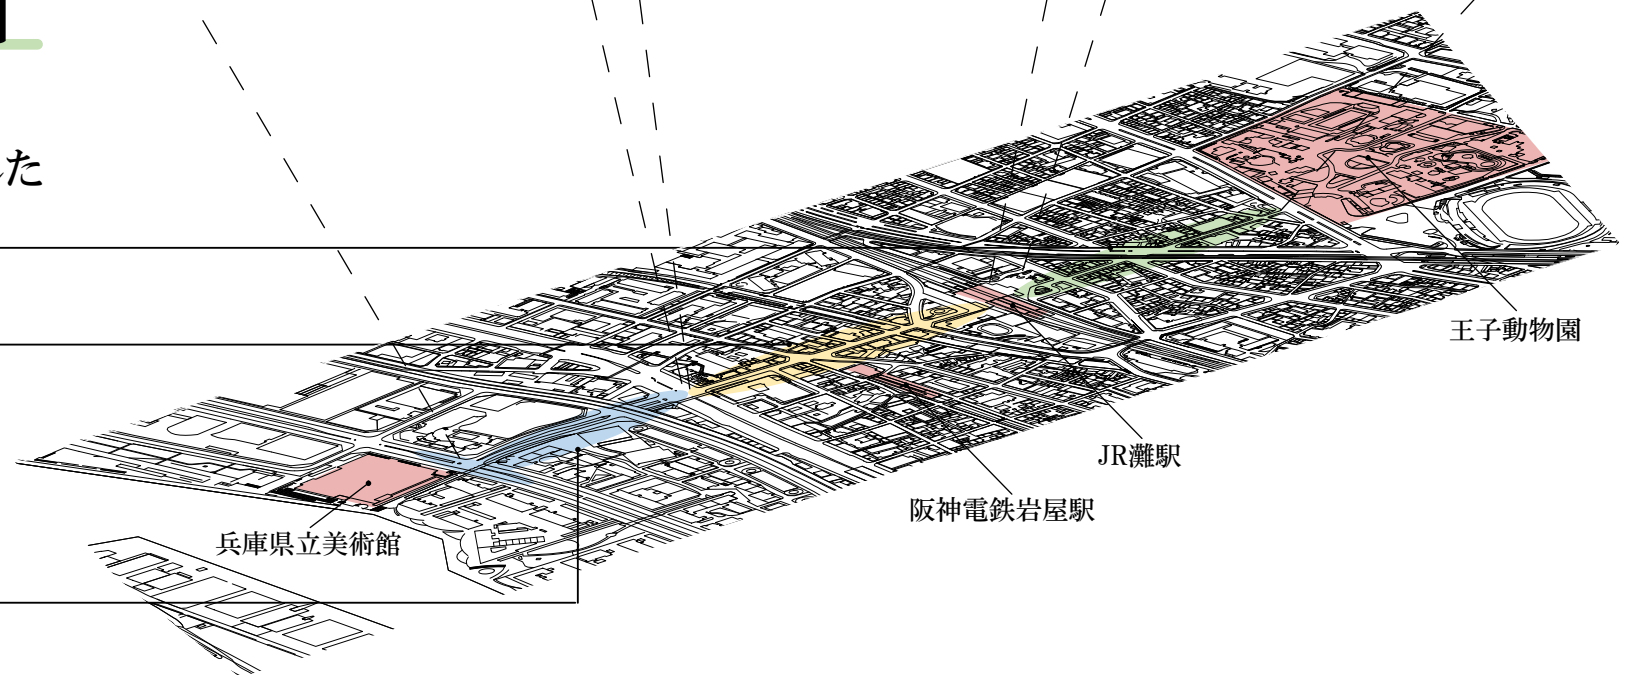 た
王子動物園
JR灘駅
阪神電鉄岩屋駅
兵庫県立美術館